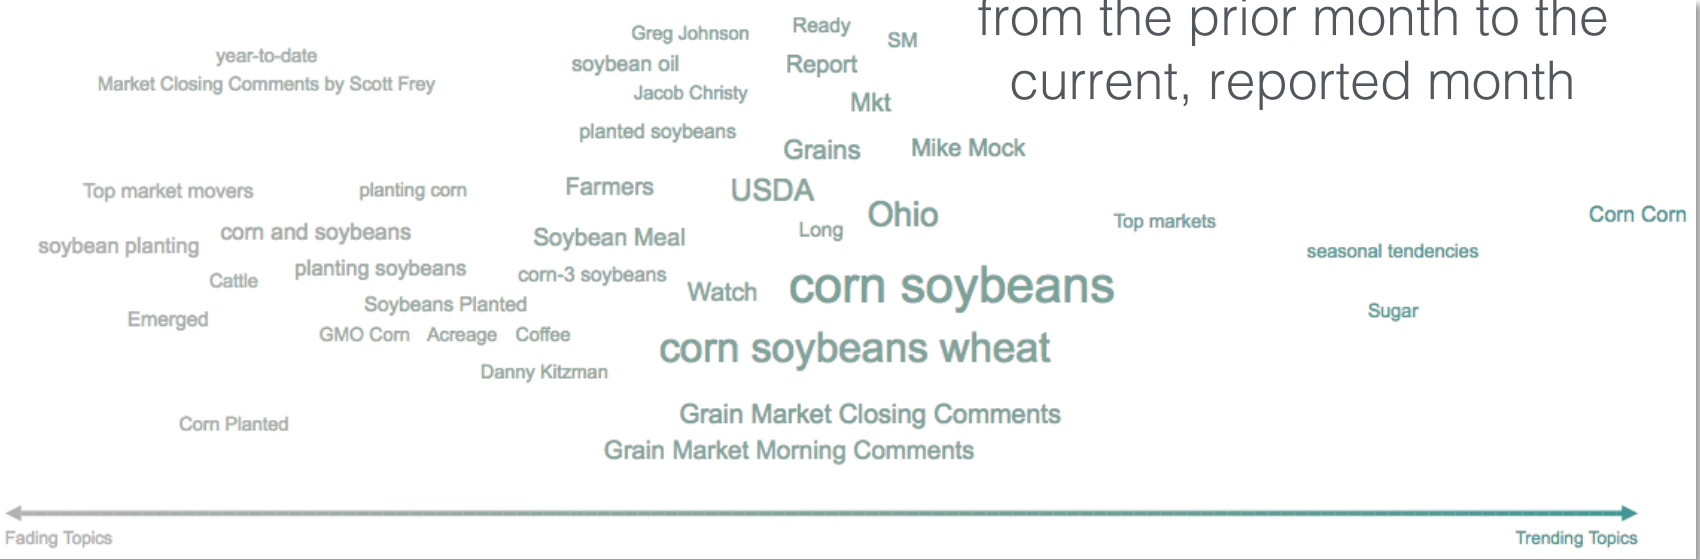 from the prior month to the
current, reported month
Greg Johnson
Ready
SM
year-to-date
soybean oil
Report
Market Closing Comments by Scott Frey
Jacob Christy
Mkt
planted soybeans
Grains
Mike Mock
Top market movers
planting corn
Farmers
USDA
Ohio
Corn Corn
Top markets
Long
corn and soybeans
Soybean Meal
soybean planting
seasonal tendencies
planting soybeans
corn-3 soybeans
Cattle
Watch
corn soybeans
Soybeans Planted
Sugar
Emerged
GMO Corn
Acreage
Coffee
corn soybeans wheat
Danny Kitzman
Grain Market Closing Comments
Corn Planted
Grain Market Morning Comments
Fading Topics
Trending Topics